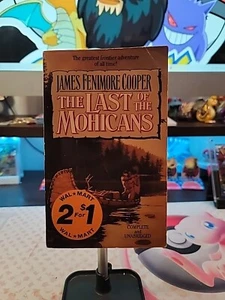 The greatest frontier adventure
of all time!
JAMES FENIMORE COOPER
THE LAST OF THE
MOHICANS
WAL★MART
2 FOR $1
WAL★MART
COMPLETE
AND
UNABRIDGED